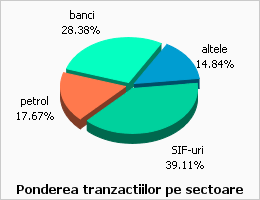 banci
28.38%
altele
14.84%
petrol
17.67%
SIF-uri
39.11%
Ponderea tranzactiilor pe sectoare